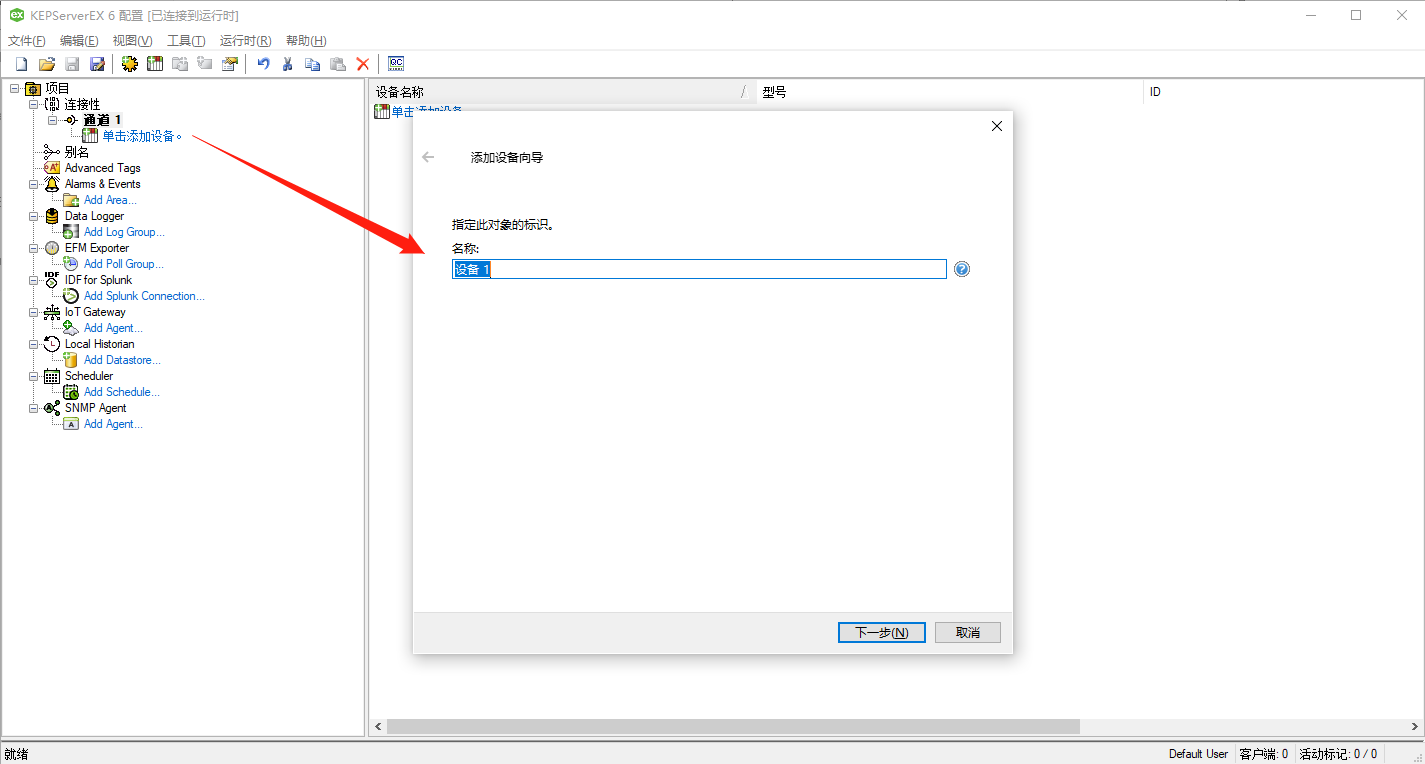 KEPServerEX 6 配置 [已连接到运行时]
文件(F) 编辑(E) 视图(V) 工具(T) 运行时(R) 帮助(H)
QC
项目
连接性
通道 1
单击添加设备。
别名
Advanced Tags
Alarms & Events
Add Area...
Data Logger
Add Log Group...
EFM Exporter
Add Poll Group...
IDF for Splunk
Add Splunk Connection...
IoT Gateway
Add Agent...
Local Historian
Add Datastore...
Scheduler
Add Schedule...
SNMP Agent
Add Agent...
设备名称 型号 ID
单击添加设备
添加设备向导
指定此对象的标识。
名称:
设备 1
下一步(N) 取消
就绪 Default User 客户端: 0 活动标记: 0 / 0